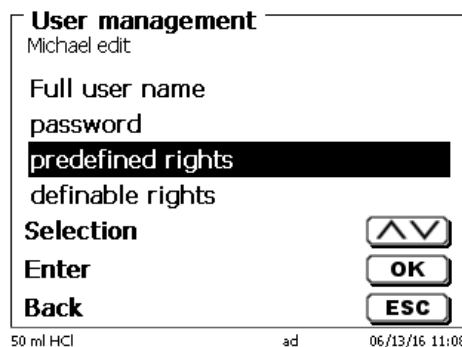 User management
Michael edit
Full user name
password
predefined rights
definable rights
Selection
Enter OK
Back ESC
50 ml HCl ad 06/13/16 11:08